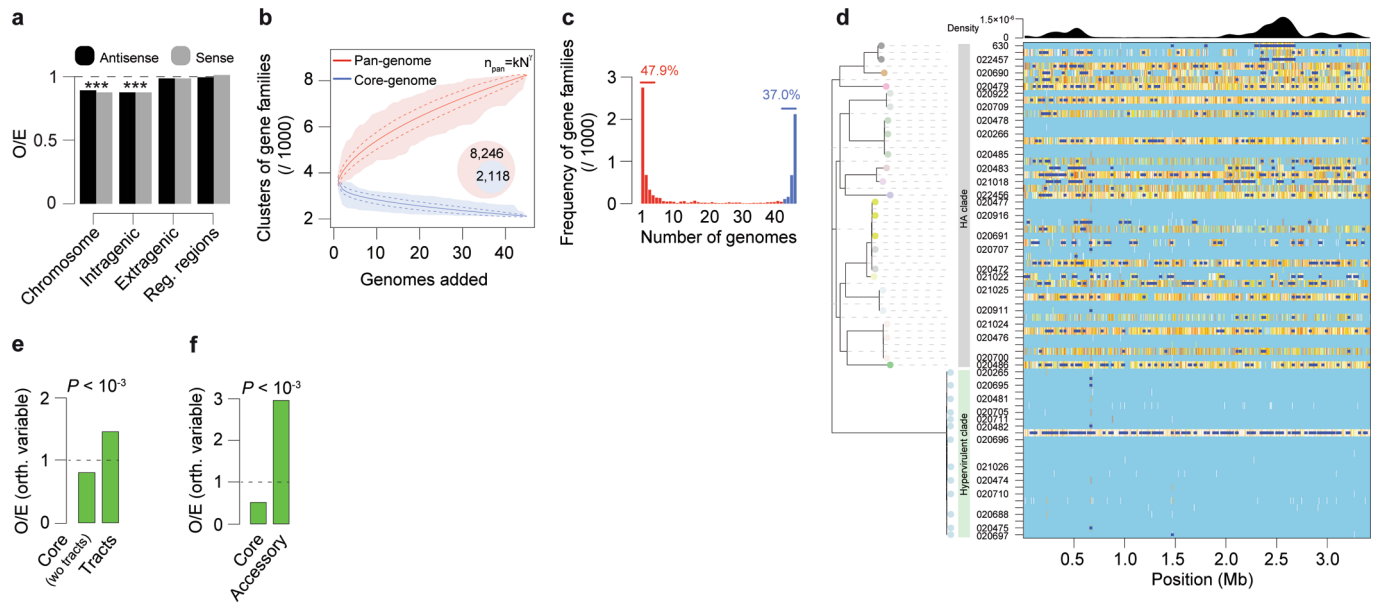 a
Antisense
Sense
O/E
1
0.5
0
***
***
Chromosome
Intragenic
Extragenic
Reg. regions
b
Clusters of gene families
(/ 1000)
8
6
4
2
Pan-genome
Core-genome
n_pan=kN^γ
8,246
2,118
0
10
20
30
40
Genomes added
c
Frequency of gene families
(/ 1000)
3
2
1
0
47.9%
37.0%
1
10
20
30
40
Number of genomes
d
Density
1.5×10⁻⁶
0
630
022457
020690
020479
020922
020709
020478
020266
020485
020483
021018
022456
020477
020916
020691
020707
020472
021022
021025
020911
021024
020476
020700
020486
020265
020695
020481
020705
020711
020482
020696
021026
020474
020710
020688
020475
020697
HA clade
Hypervirulent clade
0.5
1.0
1.5
2.0
2.5
3.0
Position (Mb)
e
P < 10⁻³
O/E (orth. variable)
2
1
0
Core
(wo tracts)
Tracts
f
P < 10⁻³
O/E (orth. variable)
3
2
1
0
Core
Accessory